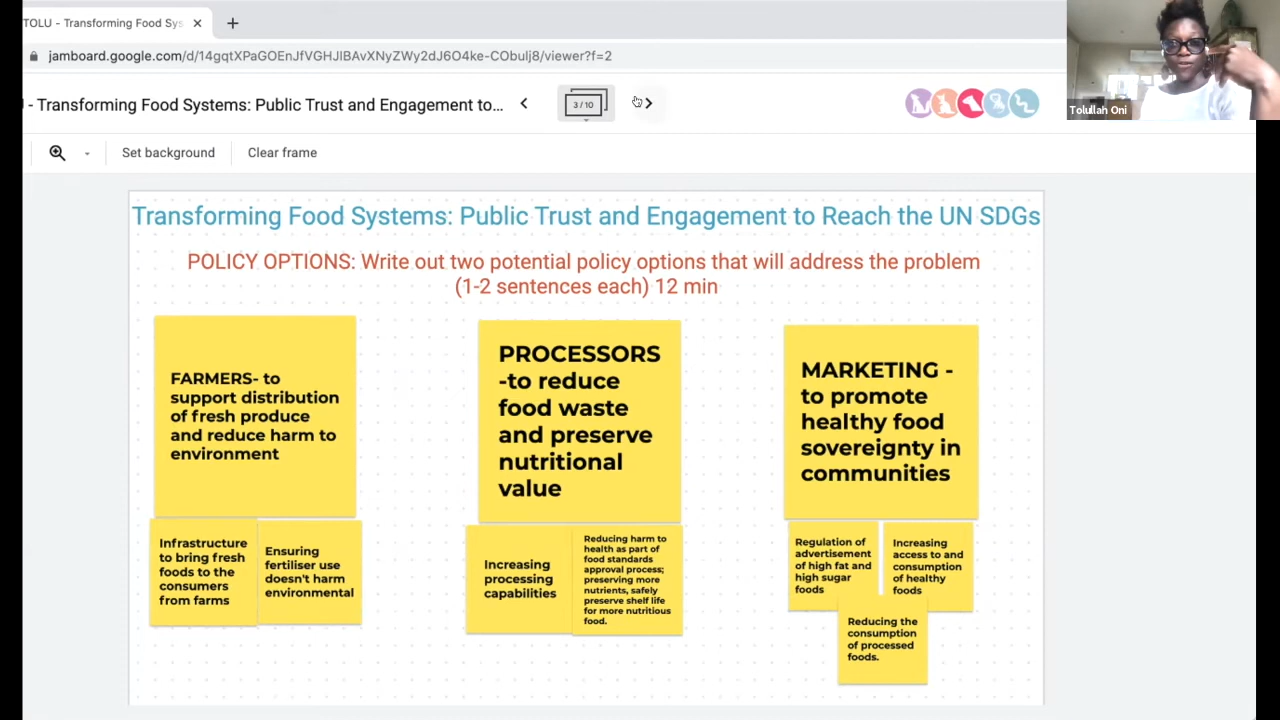 TOLU - Transforming Food Sys
jamboard.google.com/d/14gqtXPaGOEnJfVGHJlBAvXNyZWy2dJ6O4ke-CObulj8/viewer?f=2
- Transforming Food Systems: Public Trust and Engagement to...
3 / 10
Tolullah Oni
Set background
Clear frame
Transforming Food Systems: Public Trust and Engagement to Reach the UN SDGs
POLICY OPTIONS: Write out two potential policy options that will address the problem
(1-2 sentences each) 12 min
FARMERS- to
support distribution
of fresh produce
and reduce harm to
environment
Infrastructure
to bring fresh
foods to the
consumers
from farms
Ensuring
fertiliser use
doesn't harm
environmental
PROCESSORS
-to reduce
food waste
and preserve
nutritional
value
Increasing
processing
capabilities
Reducing harm to
health as part of
food standards
approval process;
preserving more
nutrients, safely
preserve shelf life
for more nutritious
food.
MARKETING -
to promote
healthy food
sovereignty in
communities
Regulation of
advertisement
of high fat and
high sugar
foods
Increasing
access to and
consumption
of healthy
foods
Reducing the
consumption
of processed
foods.